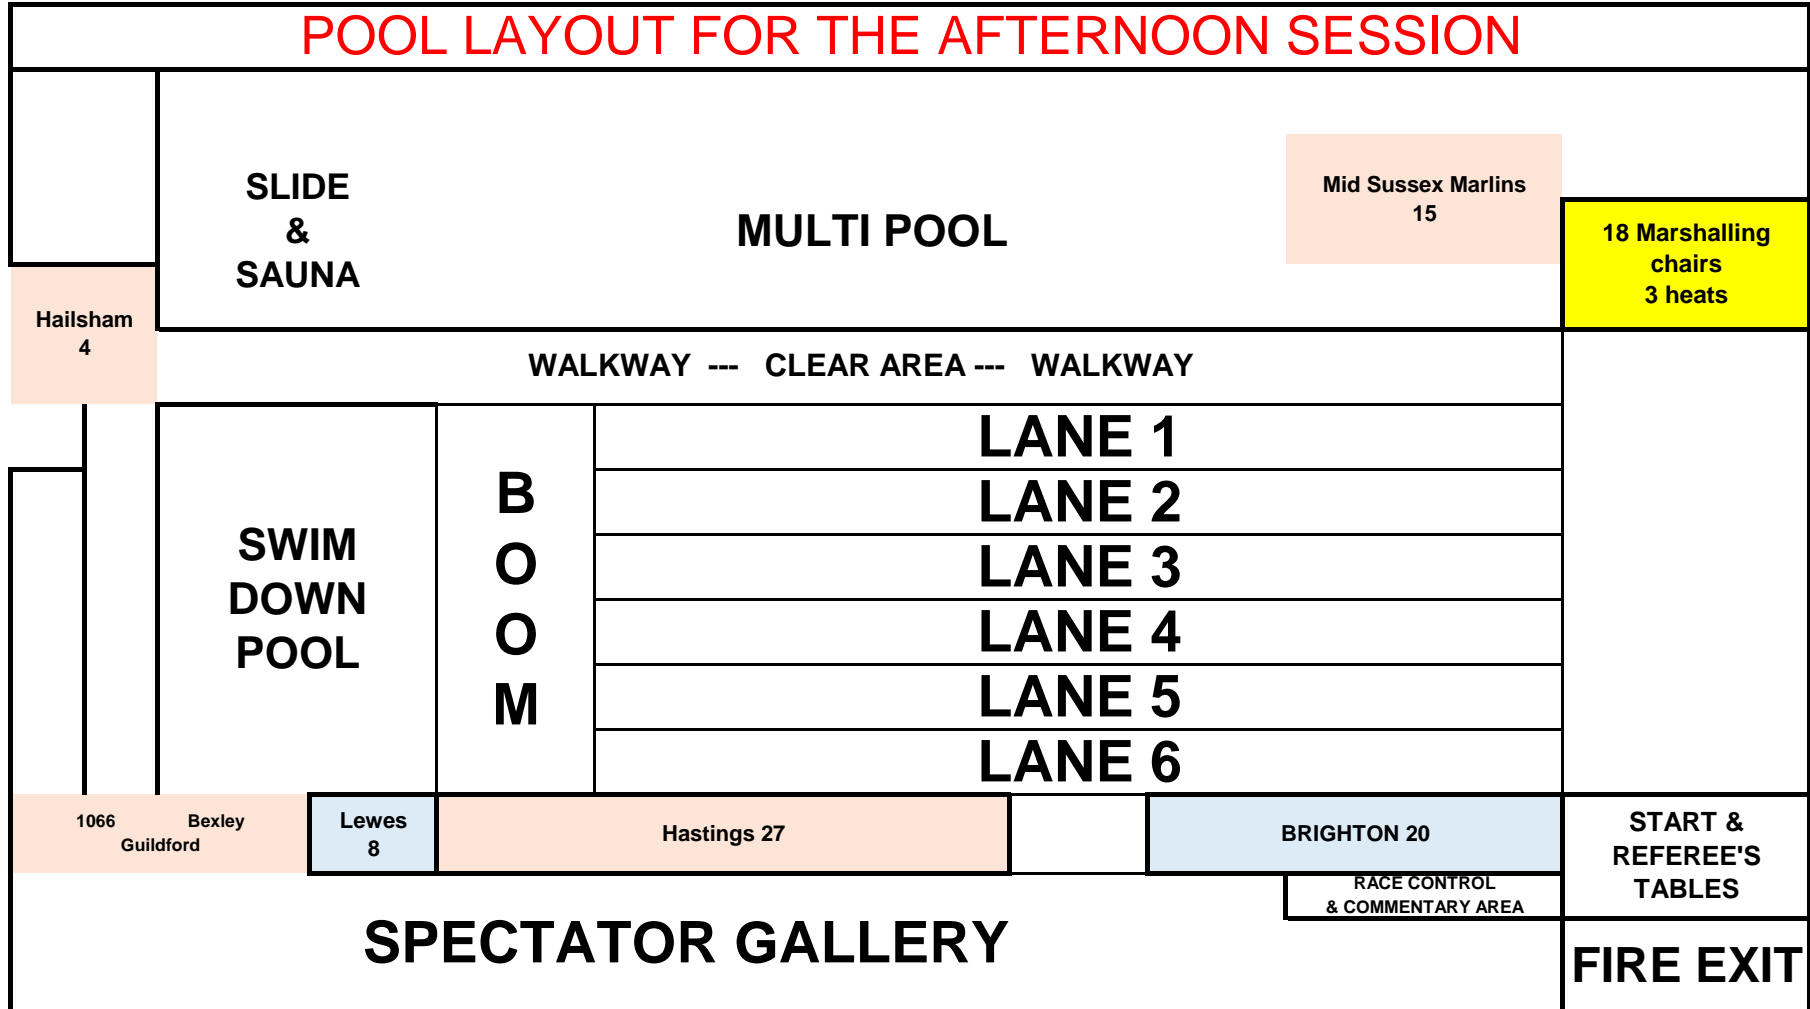 POOL LAYOUT FOR THE AFTERNOON SESSION
SLIDE
&
SAUNA
MULTI POOL
Mid Sussex Marlins
15
18 Marshalling
chairs
3 heats
Hailsham
4
WALKWAY --- CLEAR AREA --- WALKWAY
SWIM
DOWN
POOL
B
O
O
M
LANE 1
LANE 2
LANE 3
LANE 4
LANE 5
LANE 6
1066 Bexley
Guildford
Lewes
8
Hastings 27
BRIGHTON 20
START &
REFEREE'S
TABLES
RACE CONTROL
& COMMENTARY AREA
SPECTATOR GALLERY
FIRE EXIT